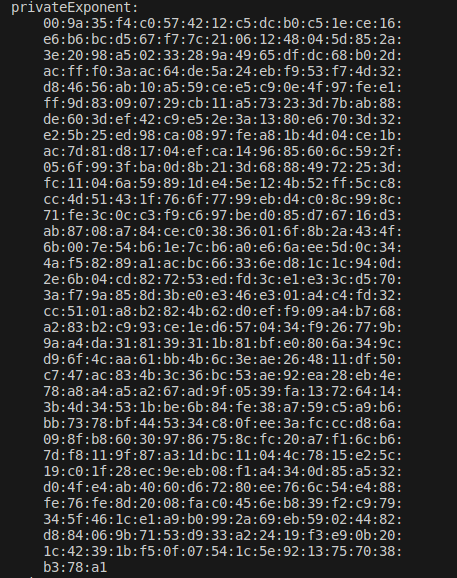 privateExponent:
00:9a:35:f4:c0:57:42:12:c5:dc:b0:c5:1e:ce:16:
e6:b6:bc:d5:67:f7:7c:21:06:12:48:04:5d:85:2a:
3e:20:98:a5:02:33:28:9a:49:65:df:dc:68:b0:2d:
ac:ff:f0:3a:ac:64:de:5a:24:eb:f9:53:f7:4d:32:
d8:46:56:ab:10:a5:59:ce:e5:c9:0e:4f:97:fe:e1:
ff:9d:83:09:07:29:cb:11:a5:73:23:3d:7b:ab:88:
de:60:3d:ef:42:c9:e5:2e:3a:13:80:e6:70:3d:32:
e2:5b:25:ed:98:ca:08:97:fe:a8:1b:4d:04:ce:1b:
ac:7d:81:d8:17:04:ef:ca:14:96:85:60:6c:59:2f:
05:6f:99:3f:ba:0d:8b:21:3d:68:88:49:72:25:3d:
fc:11:04:6a:59:89:1d:e4:5e:12:4b:52:ff:5c:c8:
cc:4d:51:43:1f:76:6f:77:99:eb:d4:c0:8c:99:8c:
71:fe:3c:0c:c3:f9:c6:97:be:d0:85:d7:67:16:d3:
ab:87:08:a7:84:ce:c0:38:36:01:6f:8b:2a:43:4f:
6b:00:7e:54:b6:1e:7c:b6:a0:e6:6a:ee:5d:0c:34:
4a:f5:82:89:a1:ac:bc:66:33:6e:d8:1c:1c:94:0d:
2e:6b:04:cd:82:72:53:ed:fd:3c:e1:e3:3c:d5:70:
3a:f7:9a:85:8d:3b:e0:e3:46:e3:01:a4:c4:fd:32:
cc:51:01:a8:b2:82:4b:62:d0:ef:f9:09:a4:b7:68:
a2:83:b2:c9:93:ce:1e:d6:57:04:34:f9:26:77:9b:
9a:a4:da:31:81:39:31:1b:81:bf:e0:80:6a:34:9c:
d9:6f:4c:aa:61:bb:4b:6c:3e:ae:26:48:11:df:50:
c7:47:ac:83:4b:3c:36:bc:53:ae:92:ea:28:eb:4e:
78:a8:a4:a5:a2:67:ad:9f:05:39:fa:13:72:64:14:
3b:4d:34:53:1b:be:6b:84:fe:38:a7:59:c5:a9:b6:
bb:73:78:bf:44:53:34:c8:0f:ee:3a:fc:cc:d8:6a:
09:8f:b8:60:30:97:86:75:8c:fc:20:a7:f1:6c:b6:
7d:f8:11:9f:87:a3:1d:bc:11:04:4c:78:15:e2:5c:
19:c0:1f:28:ec:9e:eb:08:f1:a4:34:0d:85:a5:32:
d0:4f:e4:ab:40:60:d6:72:80:ee:76:6c:54:e4:88:
fe:76:fe:8d:20:08:fa:c0:45:6e:b8:39:f2:c9:79:
34:5f:46:1c:e1:a9:b0:99:2a:69:eb:59:02:44:82:
d8:84:06:9b:71:53:d9:33:a2:24:19:f3:e9:0b:20:
1c:42:39:1b:f5:0f:07:54:1c:5e:92:13:75:70:38:
b3:78:a1